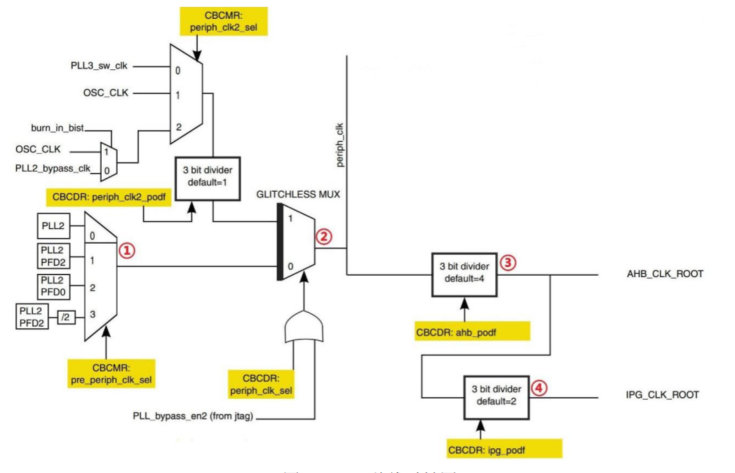 CBCMR:
periph_clk2_sel
PLL3_sw_clk
0
OSC_CLK
1
burn_in_bist
2
OSC_CLK
1
PLL2_bypass_clk
0
3 bit divider
default=1
periph_clk
CBCDR: periph_clk2_podf
GLITCHLESS MUX
1
PLL2
0
①
②
PLL2
PFD2
1
0
③
3 bit divider
default=4
AHB_CLK_ROOT
PLL2
PFD0
2
PLL2
PFD2
/2
3
CBCDR: ahb_podf
CBCMR:
pre_periph_clk_sel
CBCDR:
periph_clk_sel
3 bit divider
default=2
④
IPG_CLK_ROOT
PLL_bypass_en2 (from jtag)
CBCDR: ipg_podf